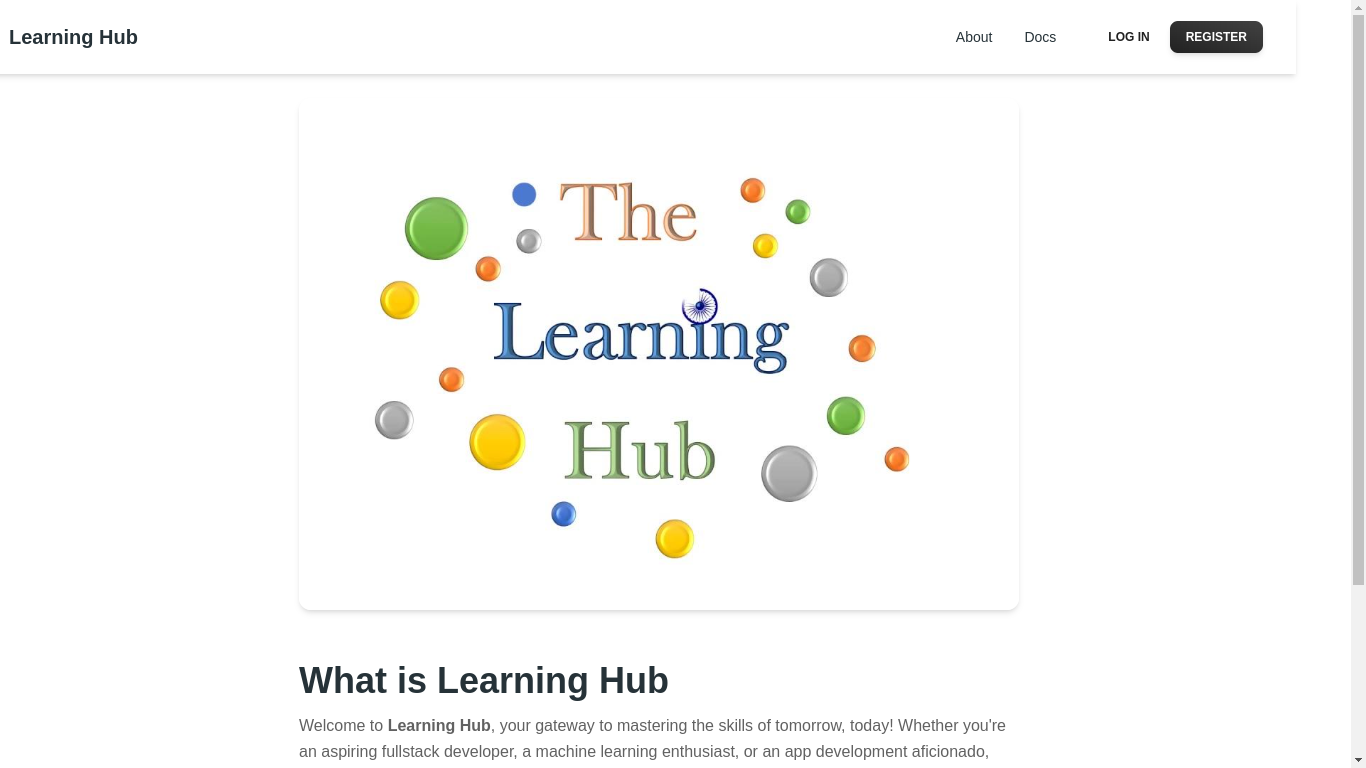 Learning Hub
About
Docs
LOG IN
REGISTER
The
Learning
Hub
What is Learning Hub
Welcome to Learning Hub, your gateway to mastering the skills of tomorrow, today! Whether you're
an aspiring fullstack developer, a machine learning enthusiast, or an app development aficionado,